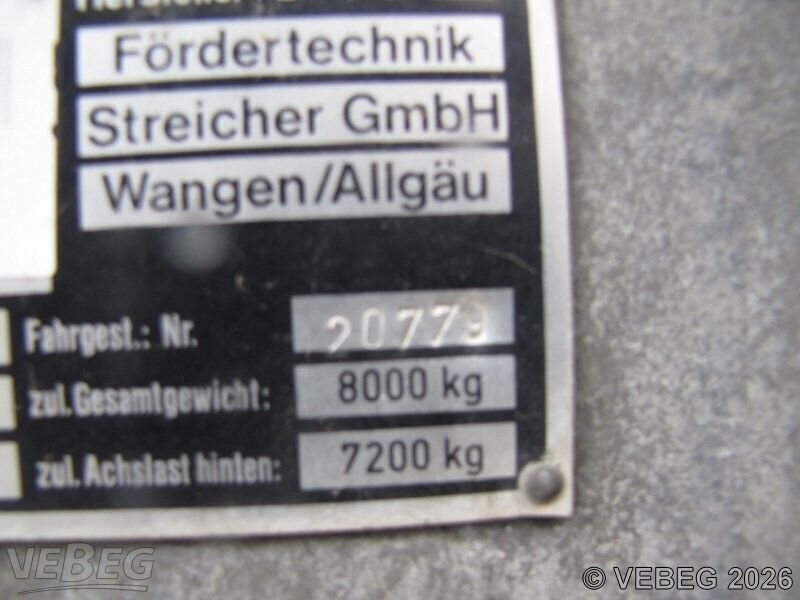 Fördertechnik
Streicher GmbH
Wangen/Allgäu
Fahrgest.: Nr. 20779
zul. Gesamtgewicht: 8000 kg
zul. Achslast hinten: 7200 kg
VEBEG
© VEBEG 2026